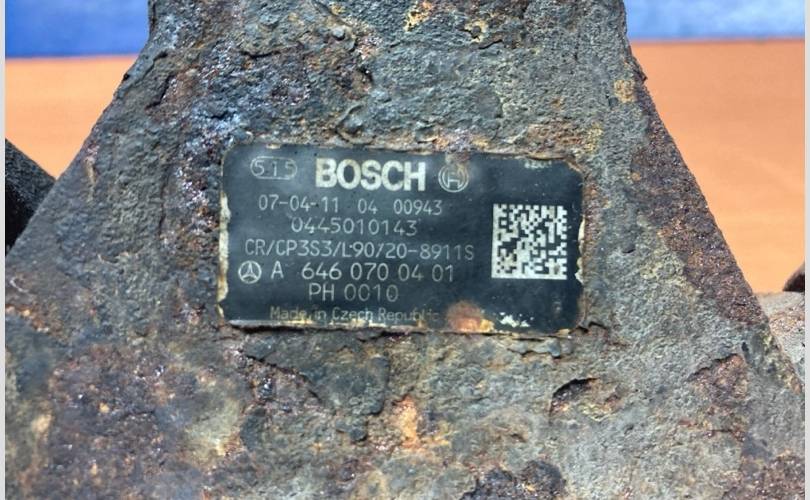 515 BOSCH
07-04-11 04 00943
0445010143
CR/CP3S3/L90/20-8911S
A 646 070 04 01
PH 0010
Made in Czech Republic